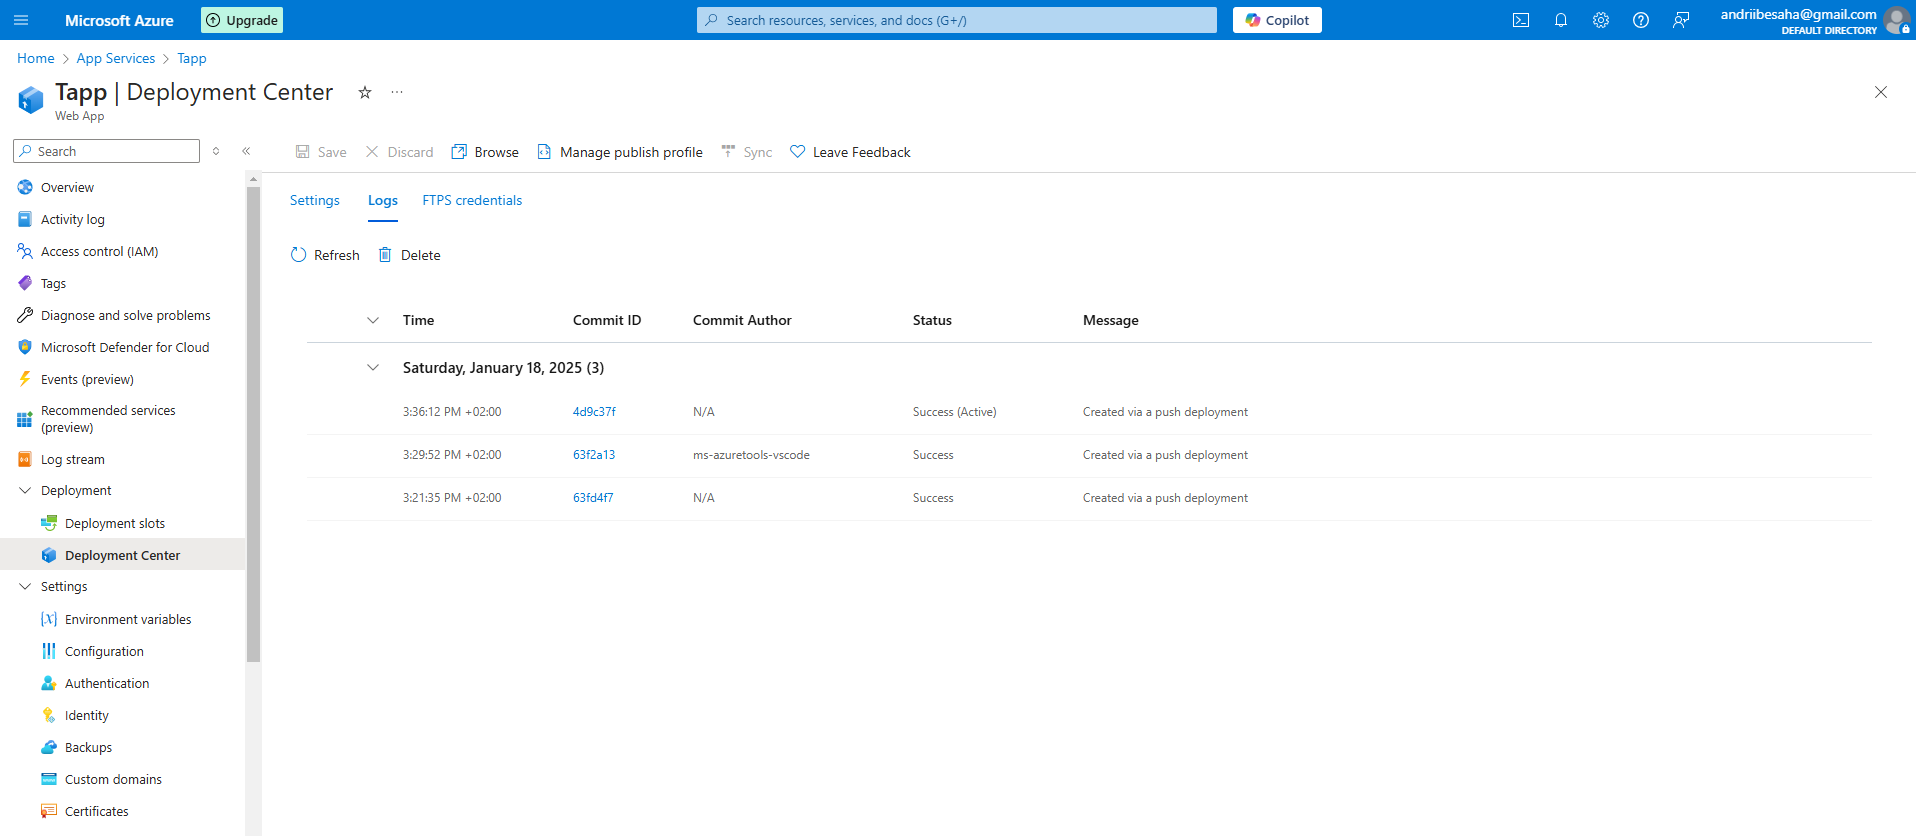 Microsoft Azure
Upgrade
Search resources, services, and docs (G+/)
Copilot
andriibesaha@gmail.com
DEFAULT DIRECTORY
Home > App Services > Tapp
Tapp | Deployment Center
Web App
Search
Save
Discard
Browse
Manage publish profile
Sync
Leave Feedback
Overview
Activity log
Access control (IAM)
Tags
Diagnose and solve problems
Microsoft Defender for Cloud
Events (preview)
Recommended services
(preview)
Log stream
Deployment
Deployment slots
Deployment Center
Settings
Environment variables
Configuration
Authentication
Identity
Backups
Custom domains
Certificates
Settings Logs FTPS credentials
Refresh Delete
Time Commit ID Commit Author Status Message
Saturday, January 18, 2025 (3)
3:36:12 PM +02:00 4d9c37f N/A Success (Active) Created via a push deployment
3:29:52 PM +02:00 63f2a13 ms-azuretools-vscode Success Created via a push deployment
3:21:35 PM +02:00 63fd4f7 N/A Success Created via a push deployment